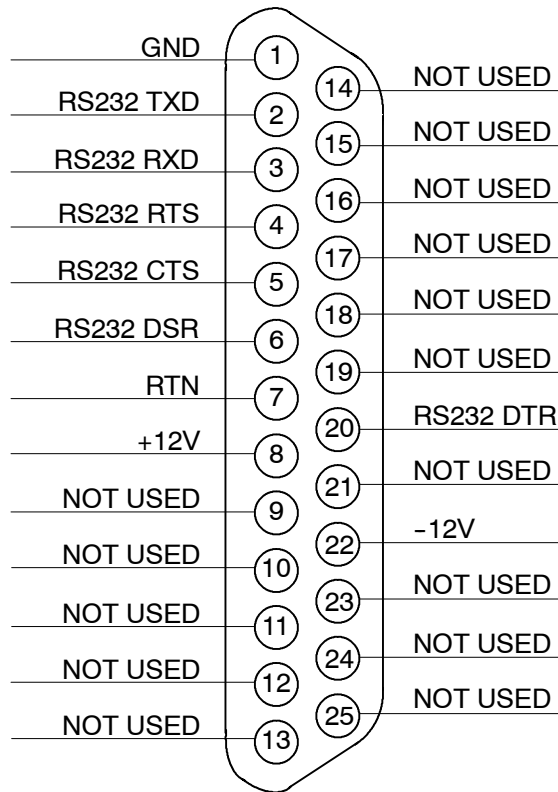 GND 1
RS232 TXD 2
RS232 RXD 3
RS232 RTS 4
RS232 CTS 5
RS232 DSR 6
RTN 7
+12V 8
NOT USED 9
NOT USED 10
NOT USED 11
NOT USED 12
NOT USED 13
14 NOT USED
15 NOT USED
16 NOT USED
17 NOT USED
18 NOT USED
19 NOT USED
20 RS232 DTR
21 NOT USED
22 −12V
23 NOT USED
24 NOT USED
25 NOT USED